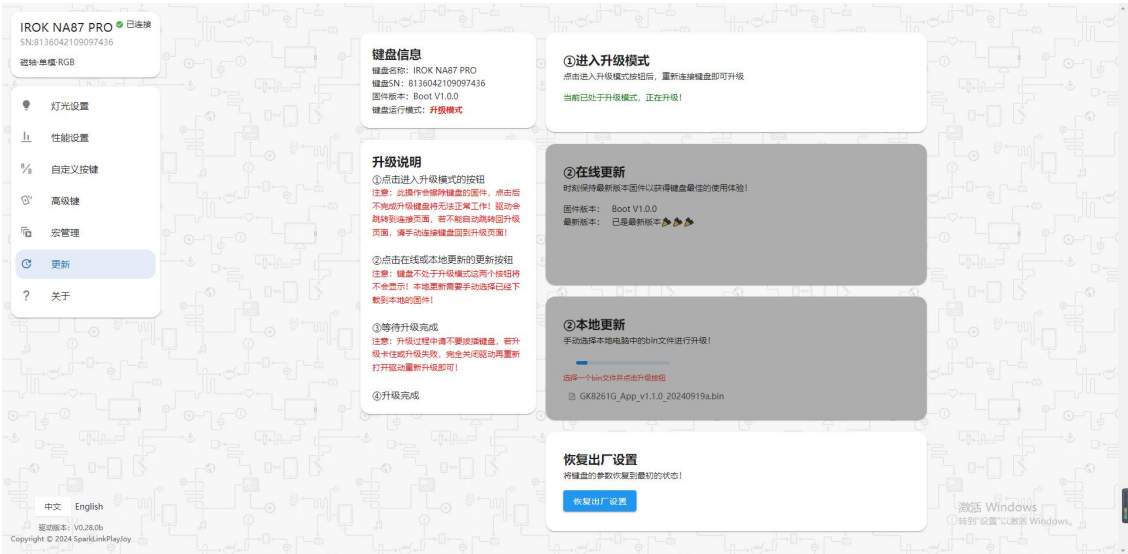 IROK NA87 PRO 已连接
SN:8136042109097436
磁轴·单模·RGB
灯光设置
性能设置
自定义按键
高级键
宏管理
更新
关于
中文 English
驱动版本：V0.28.0b
Copyright © 2024 SparkLinkPlayJoy
键盘信息
键盘名称：IROK NA87 PRO
键盘SN：8136042109097436
固件版本：Boot V1.0.0
键盘运行模式：升级模式
升级说明
①点击进入升级模式的按钮
注意：此操作会擦除键盘的固件，点击后
不完成升级键盘将无法正常工作！驱动会
跳转到连接页面，若不能自动跳转回升级
页面，请手动连接键盘回到升级页面！
②点击在线或本地更新的更新按钮
注意：键盘不处于升级模式这两个按钮将
不会显示！本地更新需要手动选择已经下
载到本地的固件！
③等待升级完成
注意：升级过程中请不要拔插键盘，若升
级卡住或升级失败，完全关闭驱动再重新
打开驱动重新升级即可！
④升级完成
①进入升级模式
点击进入升级模式按钮后，重新连接键盘即可升级
当前已处于升级模式，正在升级！
②在线更新
时刻保持最新版本固件以获得键盘最佳的使用体验！
固件版本： Boot V1.0.0
最新版本： 已是最新版本🎉🎉🎉
②本地更新
手动选择本地电脑中的bin文件进行升级！
选择一个bin文件并点击升级按钮
GK8261G_App_v1.1.0_20240919a.bin
恢复出厂设置
将键盘的参数恢复到最初的状态！
恢复出厂设置
激活 Windows
转到"设置"以激活 Windows。